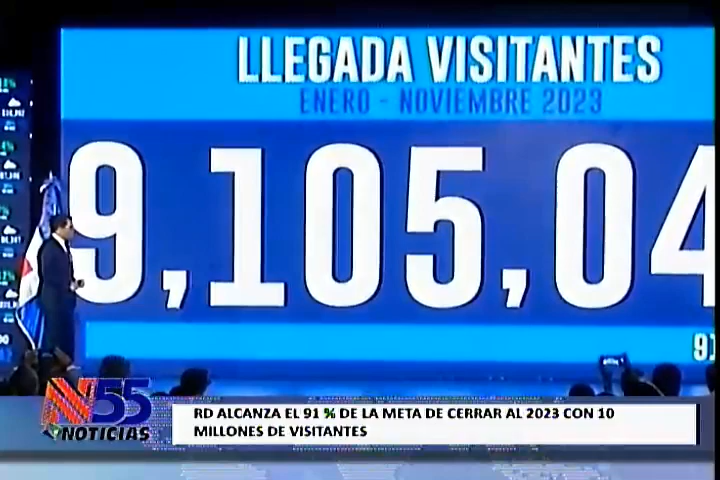 LLEGADA VISITANTES
ENERO - NOVIEMBRE 2023
9,105,04
91
N55
NOTICIAS
RD ALCANZA EL 91 % DE LA META DE CERRAR AL 2023 CON 10
MILLONES DE VISITANTES